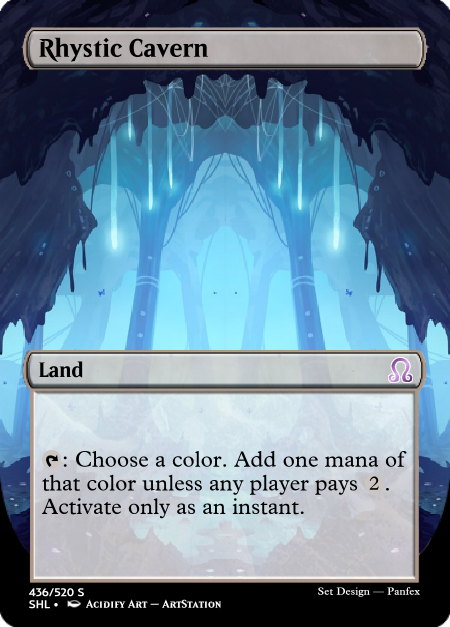 Rhystic Cavern
Land
: Choose a color. Add one mana of
that color unless any player pays 2.
Activate only as an instant.
436/520 S
Set Design — Panfex
SHL • Acidify Art — ArtStation